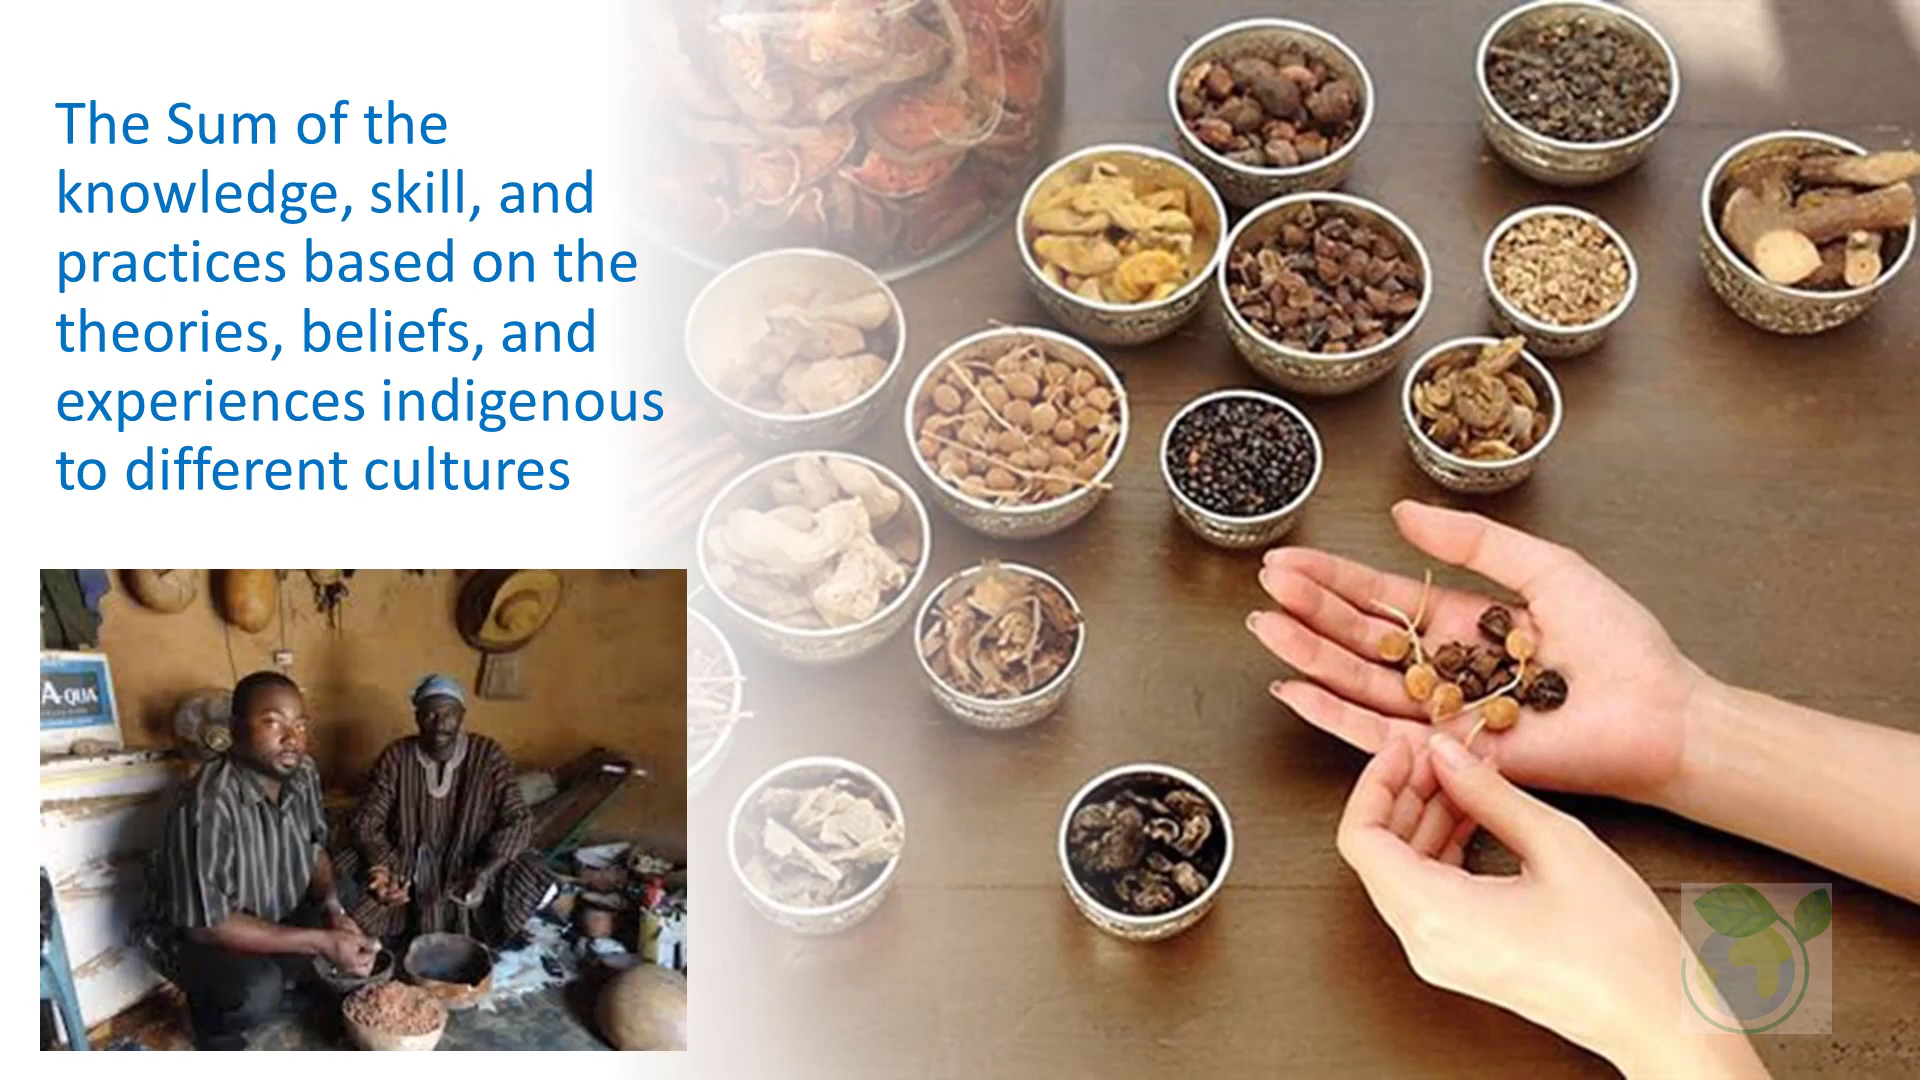 The Sum of the
knowledge, skill, and
practices based on the
theories, beliefs, and
experiences indigenous
to different cultures
A-QUA